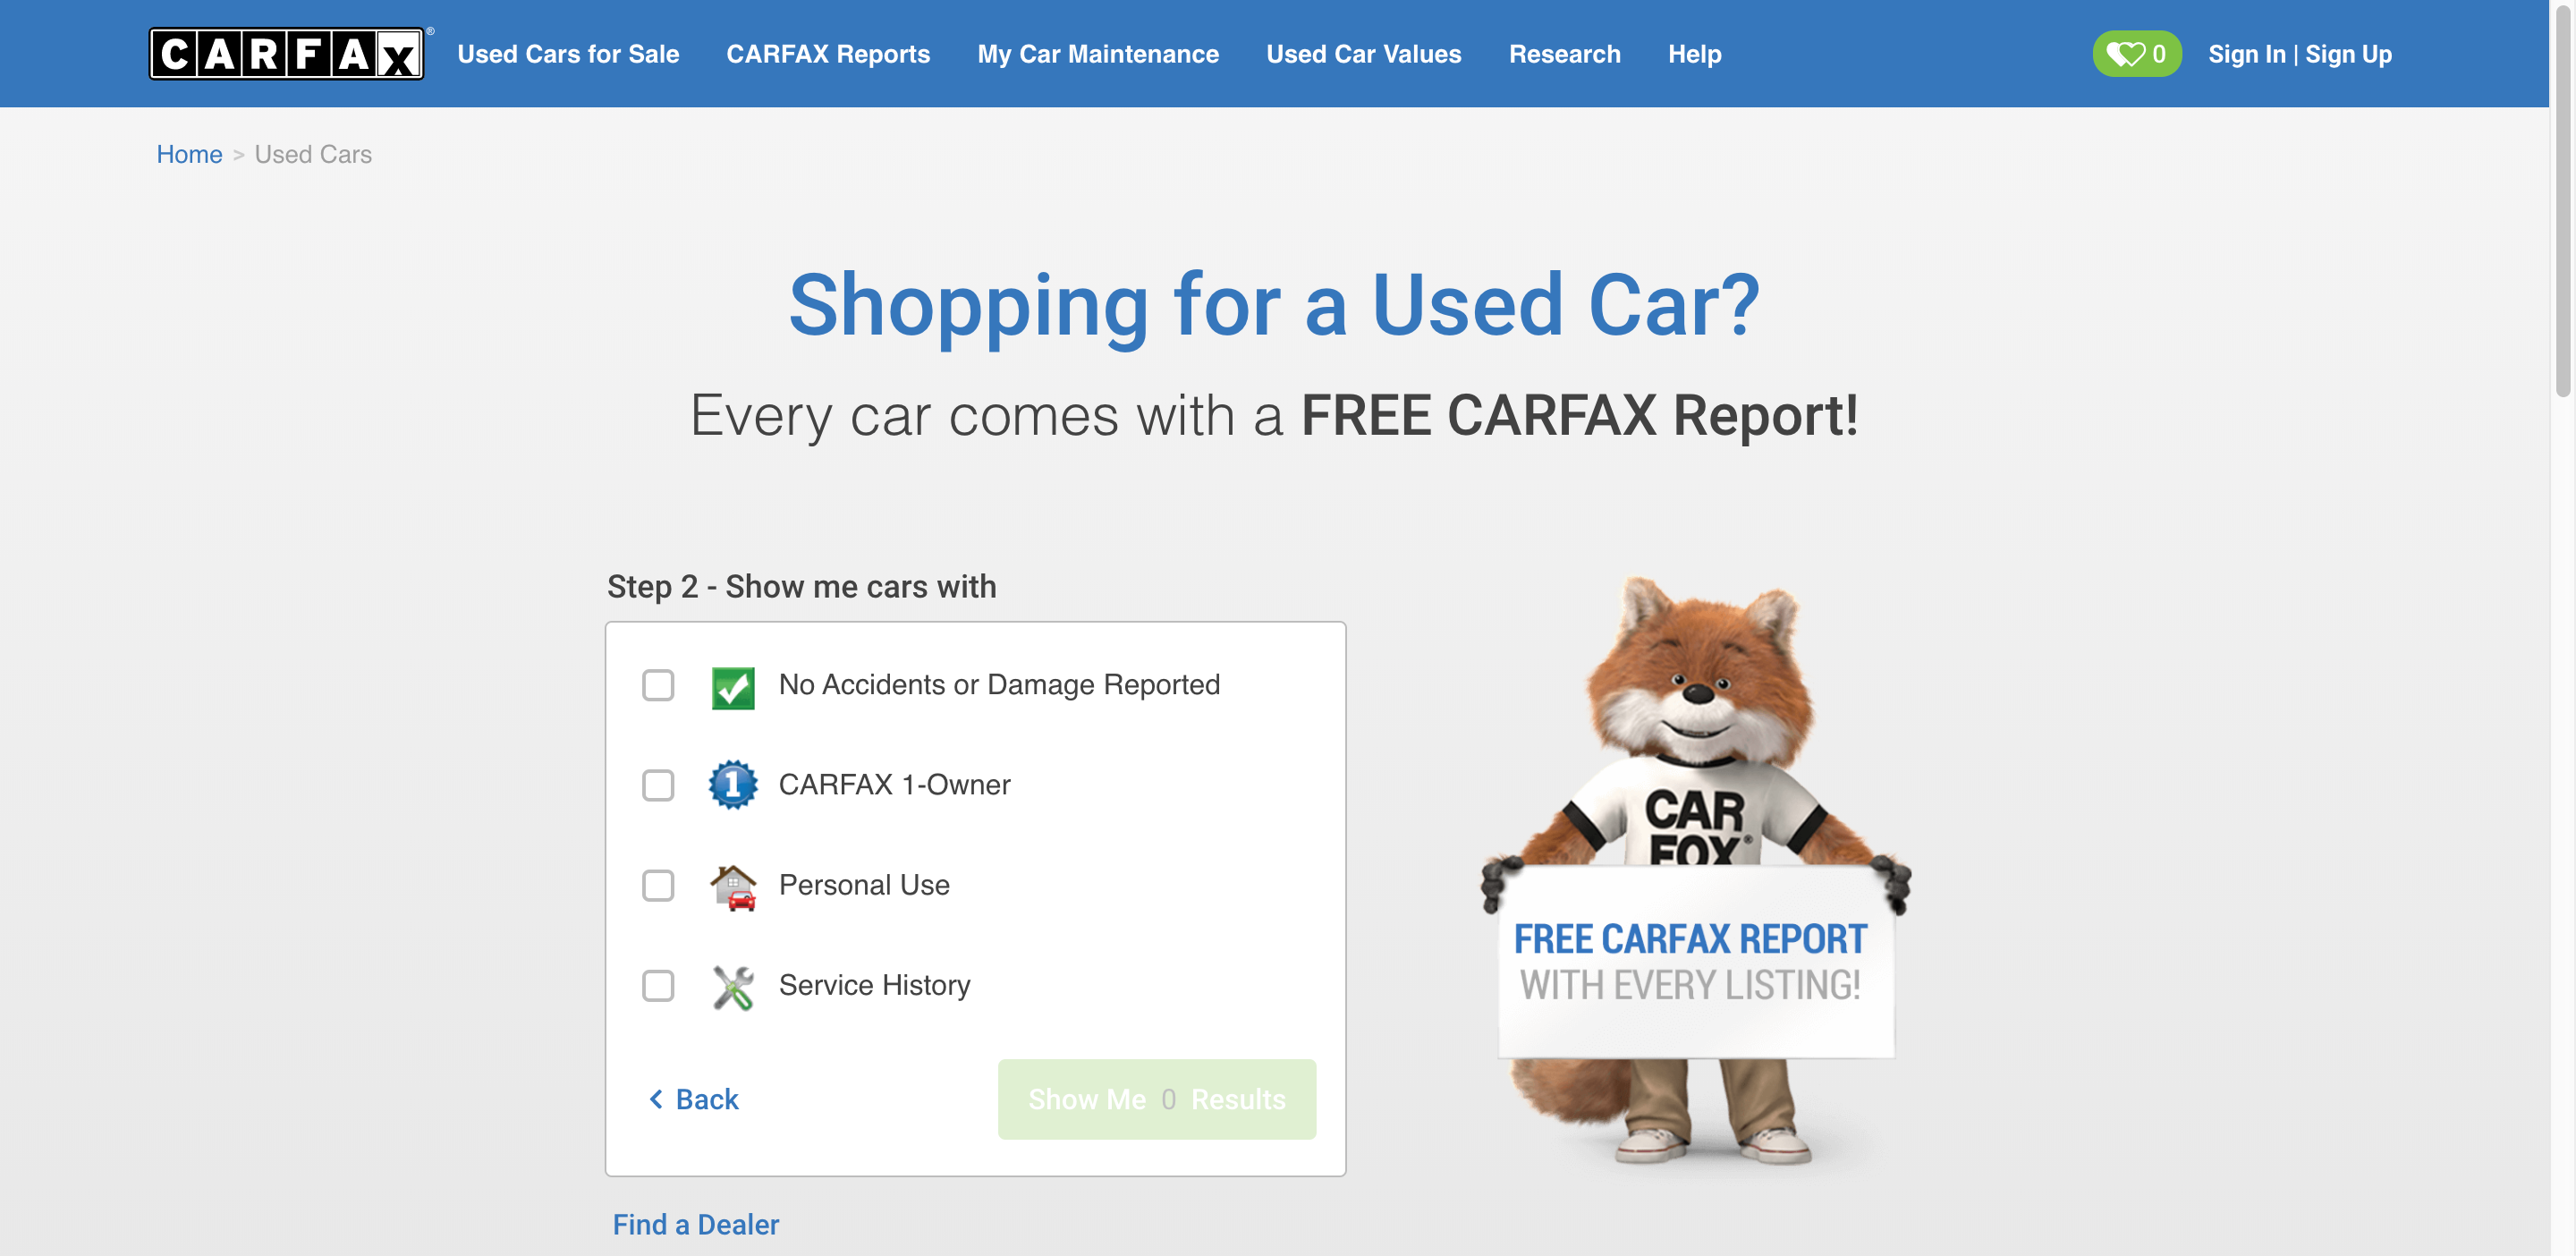 CARFAX®
Used Cars for Sale
CARFAX Reports
My Car Maintenance
Used Car Values
Research
Help
0
Sign In | Sign Up
Home > Used Cars
Shopping for a Used Car?
Every car comes with a FREE CARFAX Report!
Step 2 - Show me cars with
No Accidents or Damage Reported
1
CARFAX 1-Owner
Personal Use
Service History
Back
Show Me 0 Results
Find a Dealer
CAR
FOX®
FREE CARFAX REPORT
WITH EVERY LISTING!